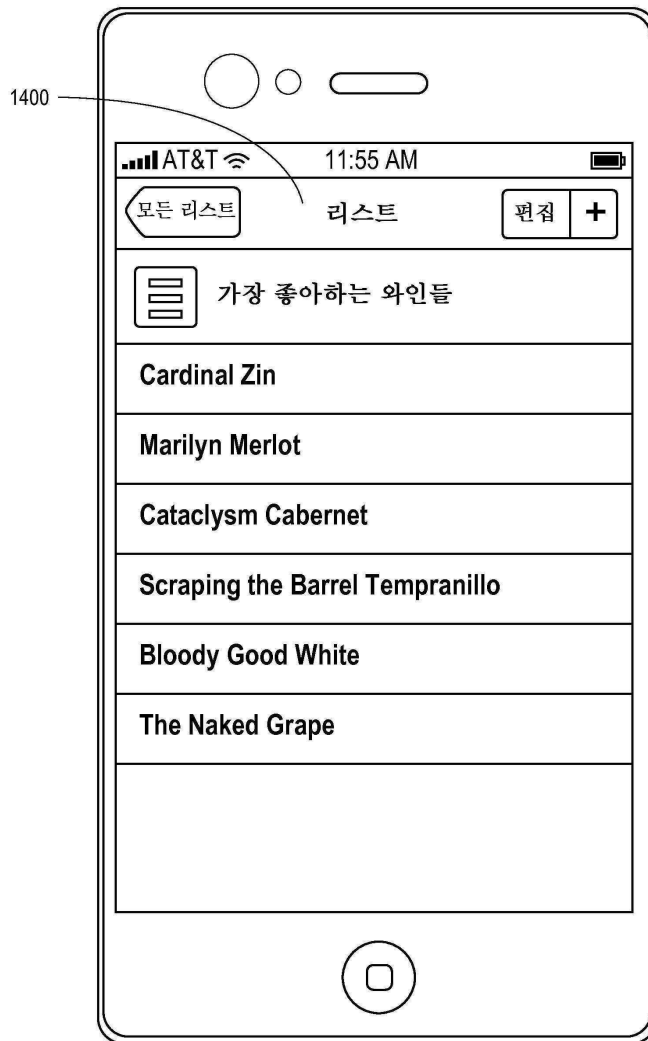 1400
AT&T 11:55 AM
모든 리스트 리스트 편집 +
가장 좋아하는 와인들
Cardinal Zin
Marilyn Merlot
Cataclysm Cabernet
Scraping the Barrel Tempranillo
Bloody Good White
The Naked Grape